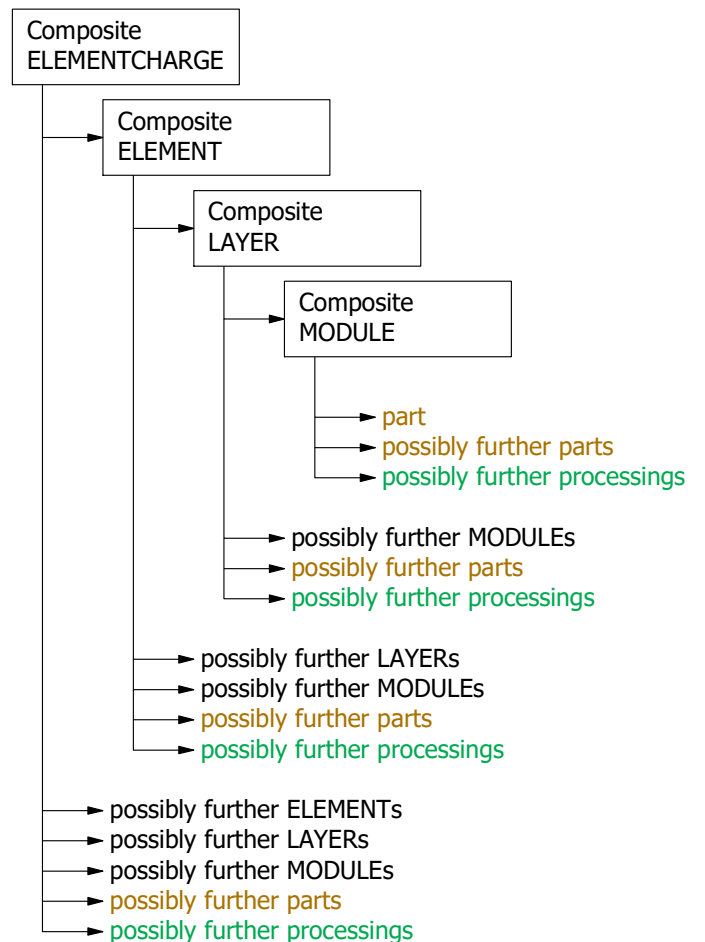 Composite
ELEMENTCHARGE
Composite
ELEMENT
Composite
LAYER
Composite
MODULE
part
possibly further parts
possibly further processings
possibly further MODULEs
possibly further parts
possibly further processings
possibly further LAYERs
possibly further MODULEs
possibly further parts
possibly further processings
possibly further ELEMENTs
possibly further LAYERs
possibly further MODULEs
possibly further parts
possibly further processings